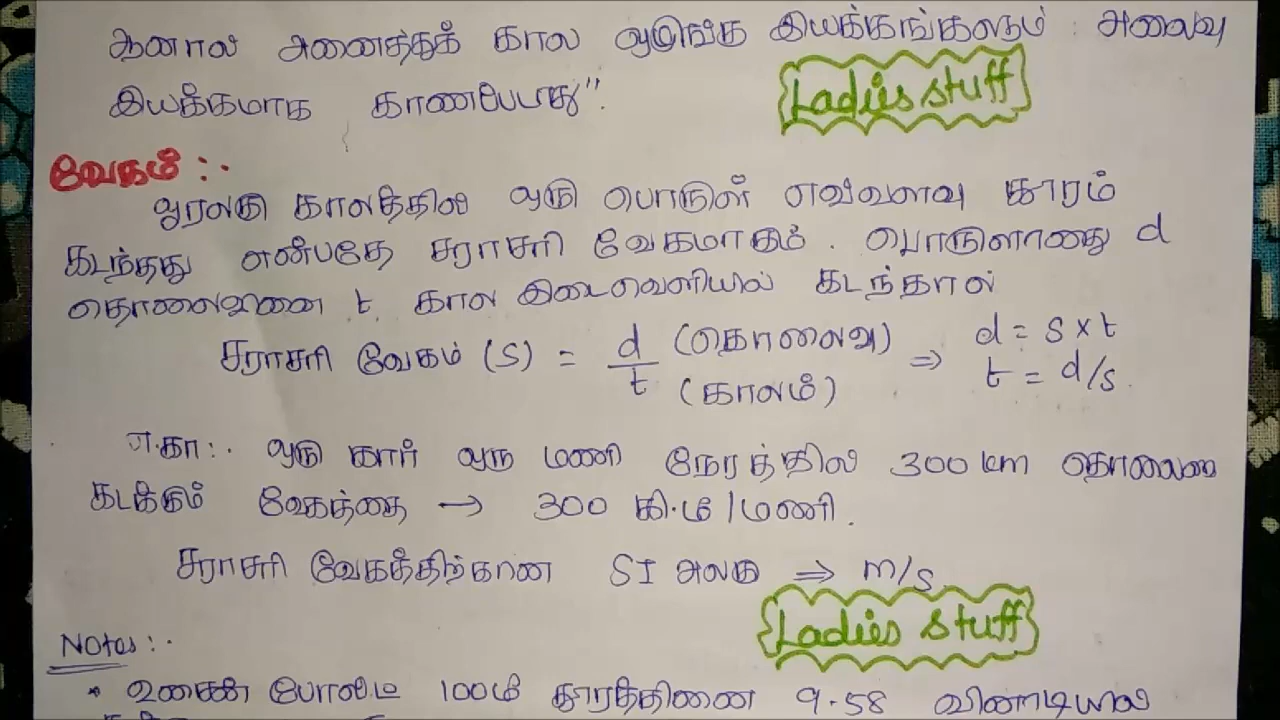 ஆனால் அனைத்துக் கால ஒழுங்கு இயக்கங்களும் அலைவு
இயக்கமாக காணப்படாது".
Ladies stuff
வேகம் :-
ஓரலகு காலத்தில் ஒரு பொருள் எவ்வளவு தூரம்
கடந்தது என்பதே சராசரி வேகமாகும். பொருளானது d
தொலைவினை t கால இடைவெளியில் கடந்தால்
சராசரி வேகம் (s) = d/t (தொலைவு) (காலம்) ⇒ d = s x t
t = d/s.
எ.கா:. ஒரு கார் ஒரு மணி நேரத்தில் 300 km தொலைவை
கடக்கும் வேகத்தை → 300 கி.மீ/மணி.
சராசரி வேகத்திற்கான SI அலகு ⇒ m/s
Ladies stuff
Notes:-
* உசைன் போல்ட் 100மீ தூரத்தினை 9.58 விநாடியால்